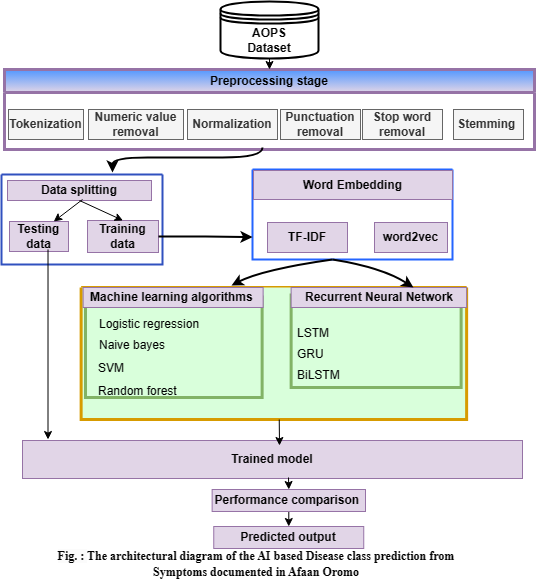 AOPS
Dataset
Preprocessing stage
Tokenization
Numeric value
removal
Normalization
Punctuation
removal
Stop word
removal
Stemming
Data splitting
Testing
data
Training
data
Word Embedding
TF-IDF
word2vec
Machine learning algorithms
Logistic regression
Naive bayes
SVM
Random forest
Recurrent Neural Network
LSTM
GRU
BiLSTM
Trained model
Performance comparison
Predicted output
Fig. : The architectural diagram of the AI based Disease class prediction from
Symptoms documented in Afaan Oromo